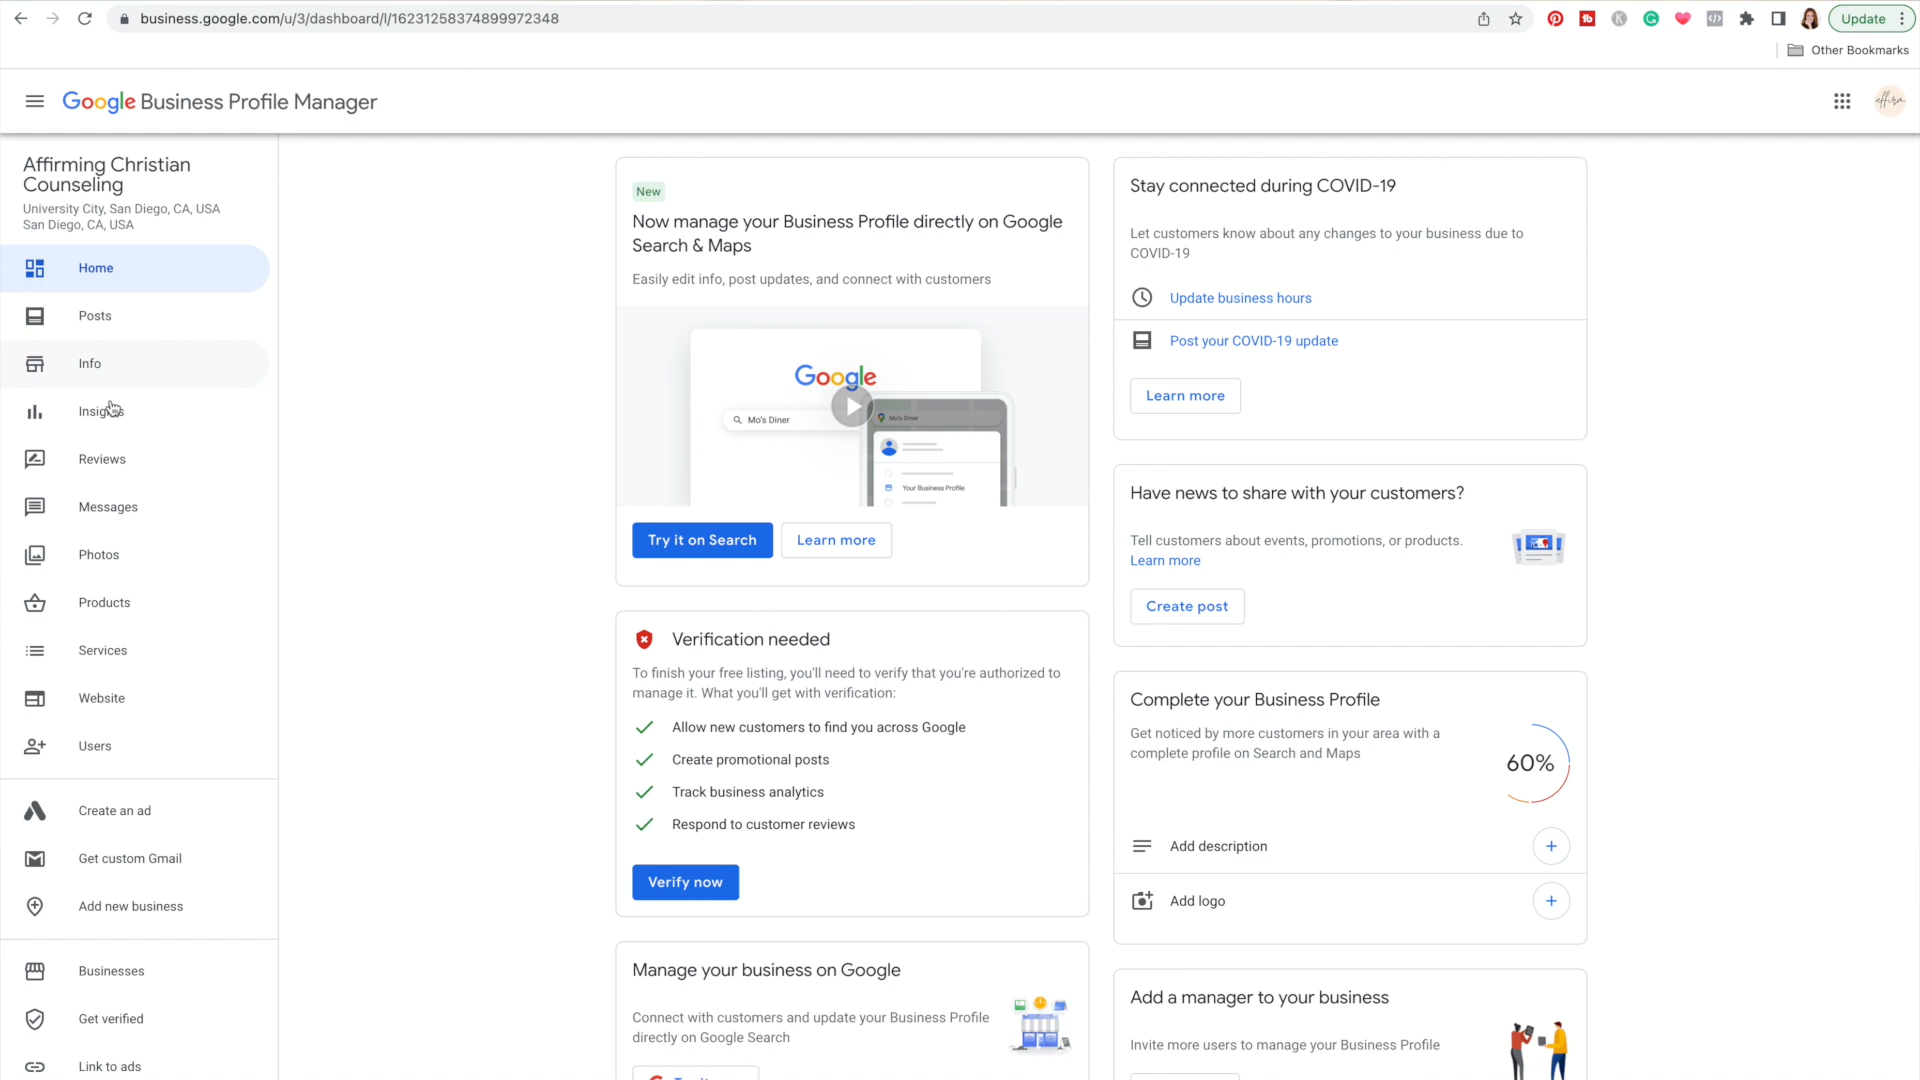 business.google.com/u/3/dashboard/l/16231258374899972348
Update
Other Bookmarks
Google Business Profile Manager
affirm
Affirming Christian
Counseling
University City, San Diego, CA, USA
San Diego, CA, USA
Home
Posts
Info
Insights
Reviews
Messages
Photos
Products
Services
Website
Users
Create an ad
Get custom Gmail
Add new business
Businesses
Get verified
Link to ads
New
Now manage your Business Profile directly on Google
Search & Maps
Easily edit info, post updates, and connect with customers
Google
Mo's Diner
Mo's Diner
Your Business Profile
Try it on Search
Learn more
Verification needed
To finish your free listing, you'll need to verify that you're authorized to
manage it. What you'll get with verification:
Allow new customers to find you across Google
Create promotional posts
Track business analytics
Respond to customer reviews
Verify now
Manage your business on Google
Connect with customers and update your Business Profile
directly on Google Search
Stay connected during COVID-19
Let customers know about any changes to your business due to
COVID-19
Update business hours
Post your COVID-19 update
Learn more
Have news to share with your customers?
Tell customers about events, promotions, or products.
Learn more
Create post
Complete your Business Profile
Get noticed by more customers in your area with a
complete profile on Search and Maps
60%
Add description
Add logo
Add a manager to your business
Invite more users to manage your Business Profile